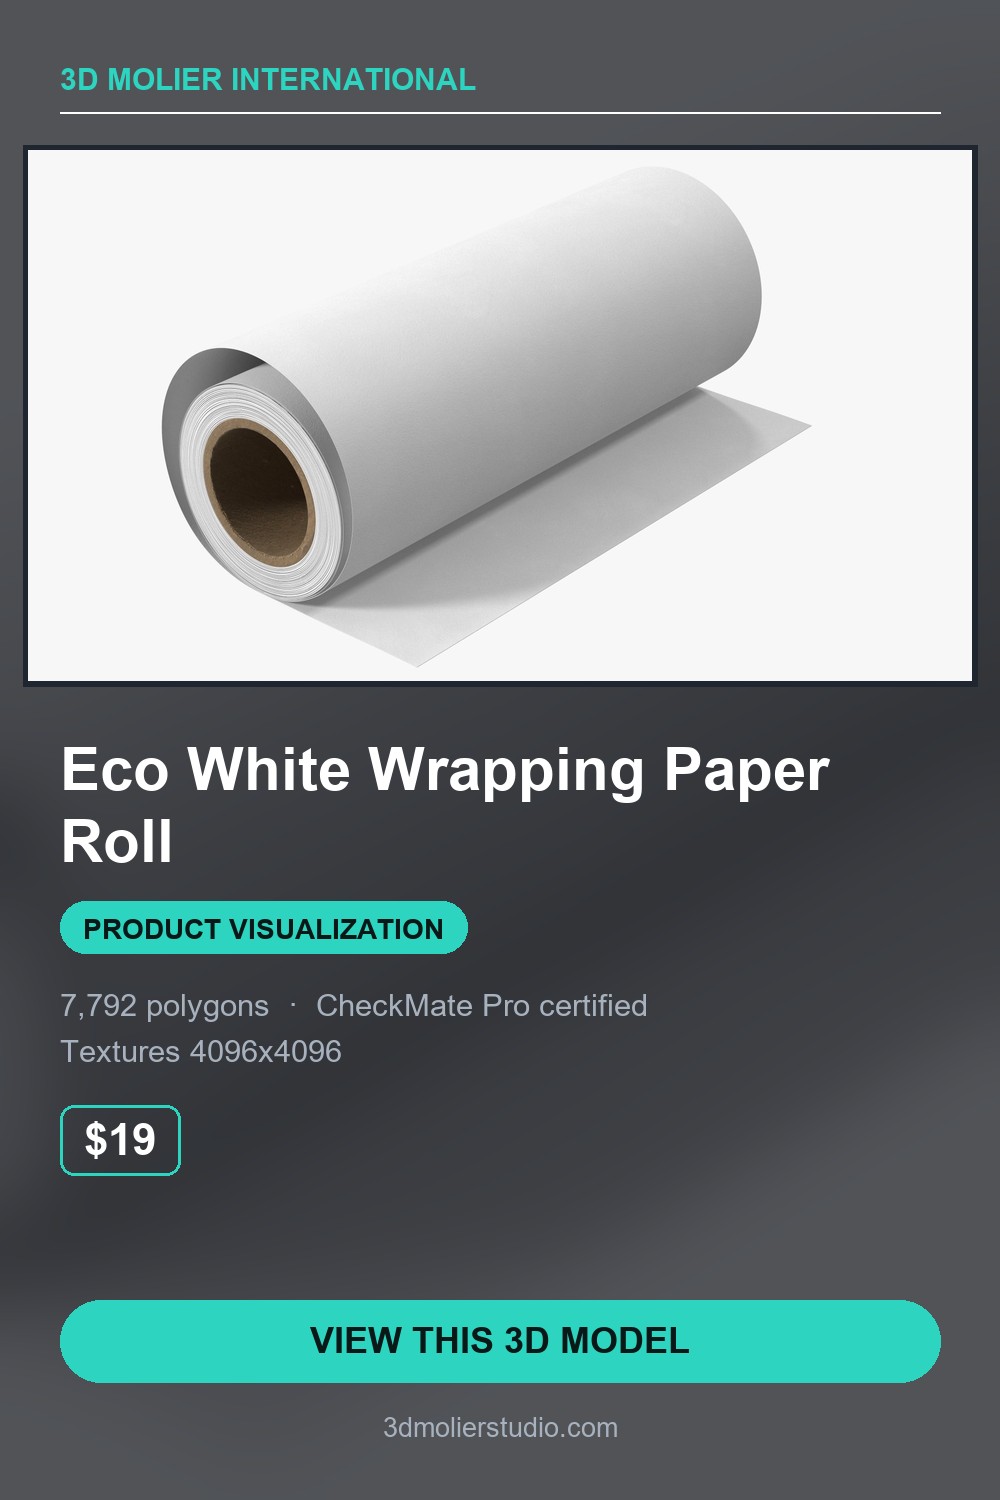 3D MOLIER INTERNATIONAL
Eco White Wrapping Paper
Roll
PRODUCT VISUALIZATION
7,792 polygons · CheckMate Pro certified
Textures 4096x4096
$19
VIEW THIS 3D MODEL
3dmolierstudio.com